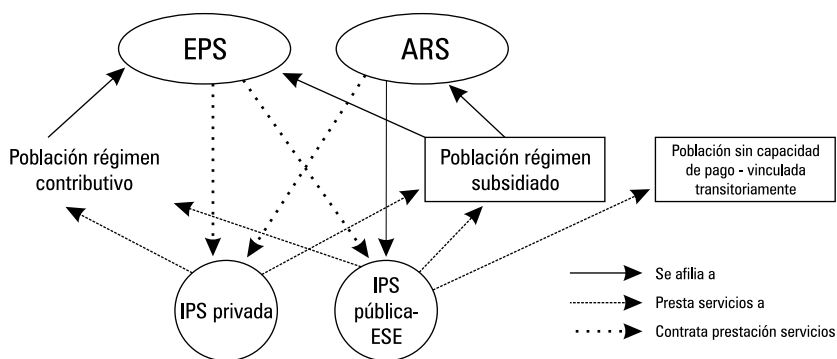 EPS
ARS
Población régimen
contributivo
Población régimen
subsidiado
Población sin capacidad
de pago - vinculada
transitoriamente
IPS privada
IPS
pública-
ESE
Se afilia a
Presta servicios a
Contrata prestación servicios